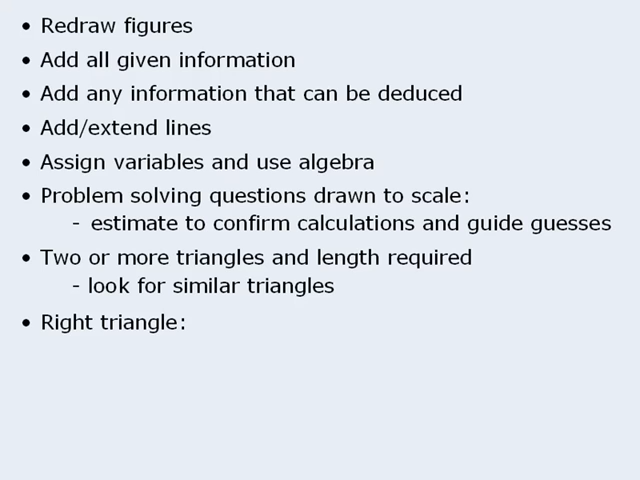 • Redraw figures
• Add all given information
• Add any information that can be deduced
• Add/extend lines
• Assign variables and use algebra
• Problem solving questions drawn to scale:
- estimate to confirm calculations and guide guesses
• Two or more triangles and length required
- look for similar triangles
• Right triangle: